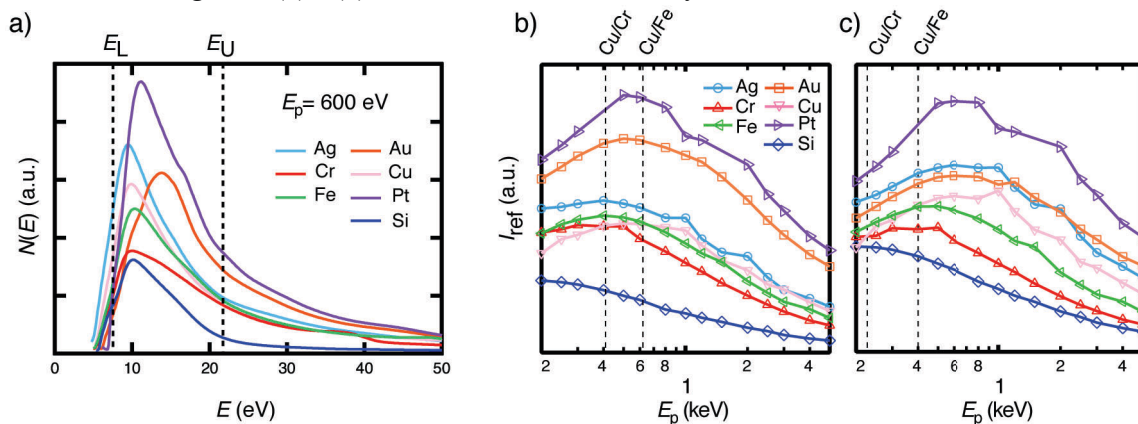 a)
E_L
E_U
E_p= 600 eV
Ag
Au
Cr
Cu
Fe
Pt
Si
N(E) (a.u.)
0
10
20
30
40
50
E (eV)
b)
Cu/Cr
Cu/Fe
Ag
Au
Cr
Cu
Fe
Pt
Si
I_ref (a.u.)
2
4
6
8
2
4
1
E_p (keV)
c)
Cu/Cr
Cu/Fe
2
4
6
8
2
4
1
E_p (keV)